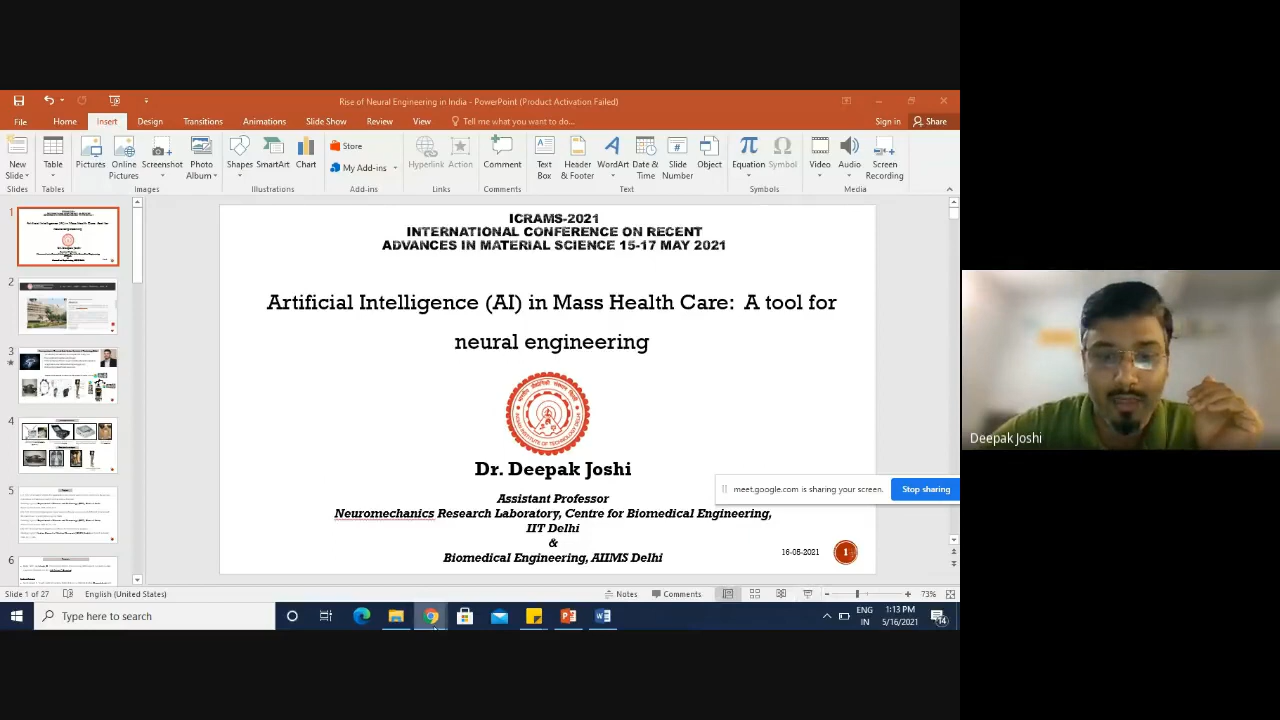 Rise of Neural Engineering in India - PowerPoint (Product Activation Failed)
File Home Insert Design Transitions Animations Slide Show Review View Tell me what you want to do... Sign in Share
New Slide
Table
Pictures
Online Pictures
Screenshot
Photo Album
Shapes
SmartArt
Chart
Store
My Add-ins
Hyperlink
Action
Comment
Text Box
Header & Footer
WordArt
Date & Time
Slide Number
Object
Equation
Symbol
Video
Audio
Screen Recording
Slides Tables Images Illustrations Add-ins Links Comments Text Symbols Media
1
2
3
4
5
6
ICRAMS-2021
INTERNATIONAL CONFERENCE ON RECENT
ADVANCES IN MATERIAL SCIENCE 15-17 MAY 2021
Artificial Intelligence (AI) in Mass Health Care: A tool for
neural engineering
Dr. Deepak Joshi
Assistant Professor
Neuromechanics Research Laboratory, Centre for Biomedical Engineering,
IIT Delhi
&
Biomedical Engineering, AIIMS Delhi
16-05-2021 1
meet.google.com is sharing your screen. Stop sharing
Deepak Joshi
Slide 1 of 27 English (United States) Notes Comments 73%
Type here to search
ENG
IN
1:13 PM
5/16/2021
14